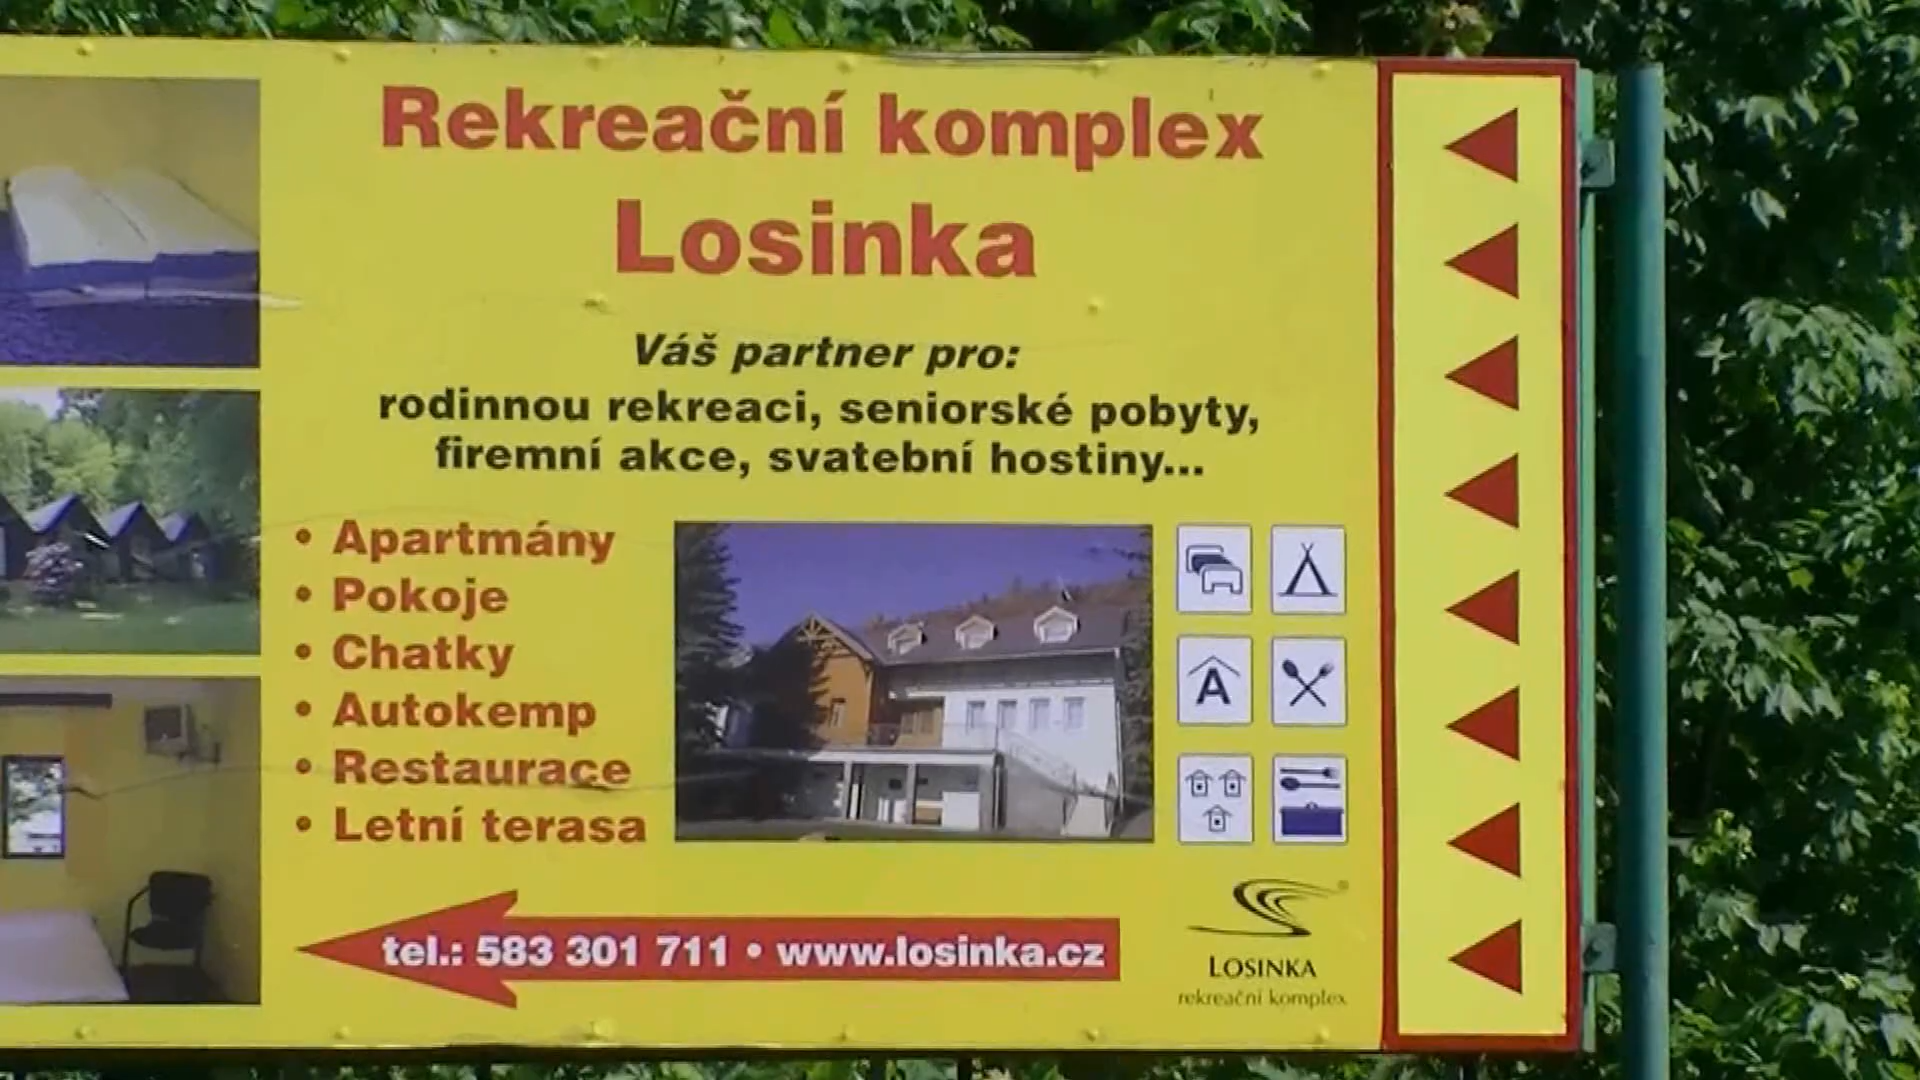 Rekreační komplex
Losinka
Váš partner pro:
rodinnou rekreaci, seniorské pobyty,
firemní akce, svatební hostiny...
• Apartmány
• Pokoje
• Chatky
• Autokemp
• Restaurace
• Letní terasa
A
tel.: 583 301 711 • www.losinka.cz
LOSINKA
rekreační komplex